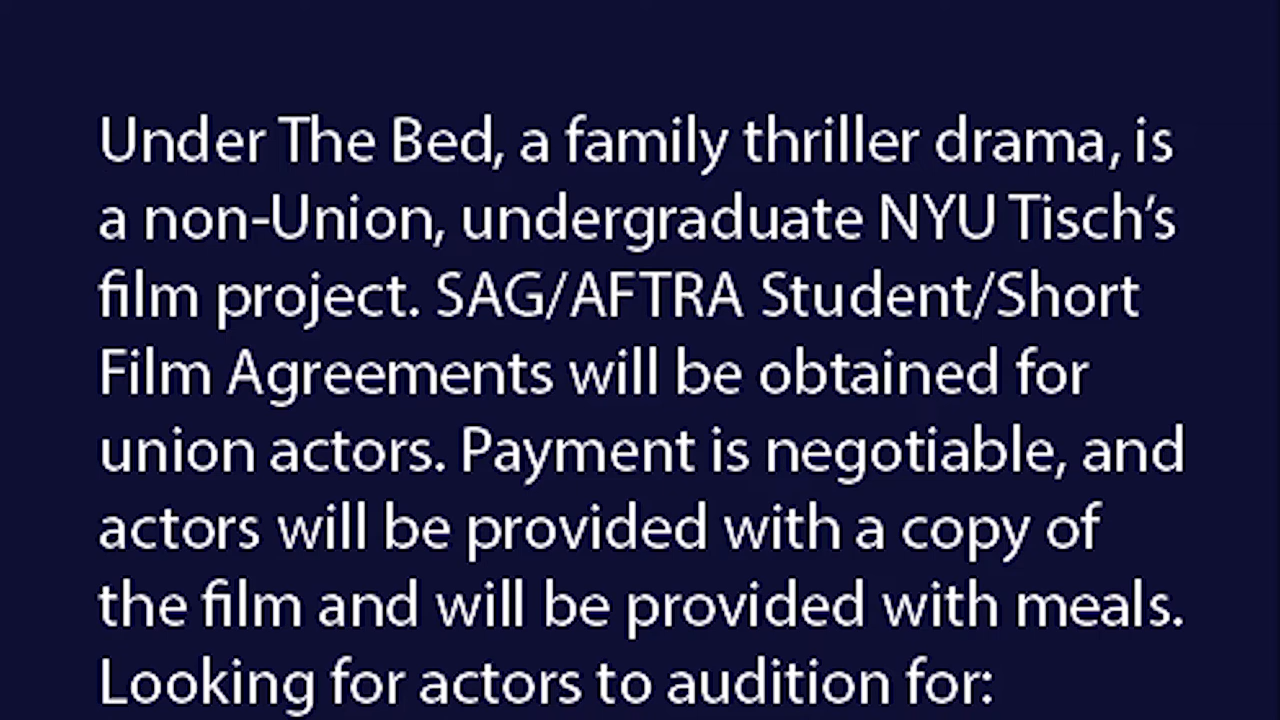 Under The Bed, a family thriller drama, is
a non-Union, undergraduate NYU Tisch’s
film project. SAG/AFTRA Student/Short
Film Agreements will be obtained for
union actors. Payment is negotiable, and
actors will be provided with a copy of
the film and will be provided with meals.
Looking for actors to audition for: